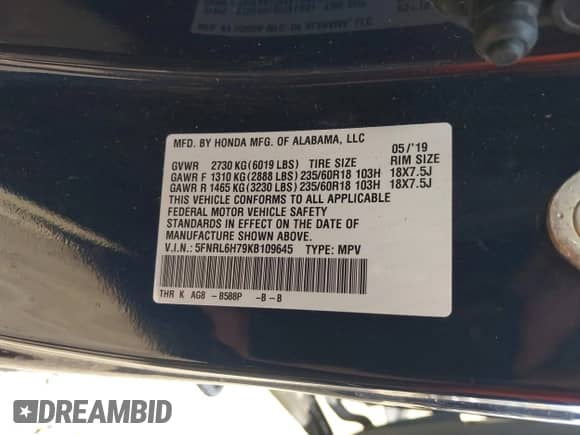 MFD. BY HONDA MFG. OF ALABAMA, LLC
05/'19
GVWR 2730 KG(6019 LBS) TIRE SIZE RIM SIZE
GAWR F 1310 KG(2888 LBS) 235/60R18 103H 18X7.5J
GAWR R 1465 KG(3230 LBS) 235/60R18 103H 18X7.5J
THIS VEHICLE CONFORMS TO ALL APPLICABLE
FEDERAL MOTOR VEHICLE SAFETY
STANDARDS IN EFFECT ON THE DATE OF
MANUFACTURE SHOWN ABOVE.
V.I.N.: 5FNRL6H79KB109645 TYPE: MPV
THR K AG8 - B588P - B - B
DREAMBID